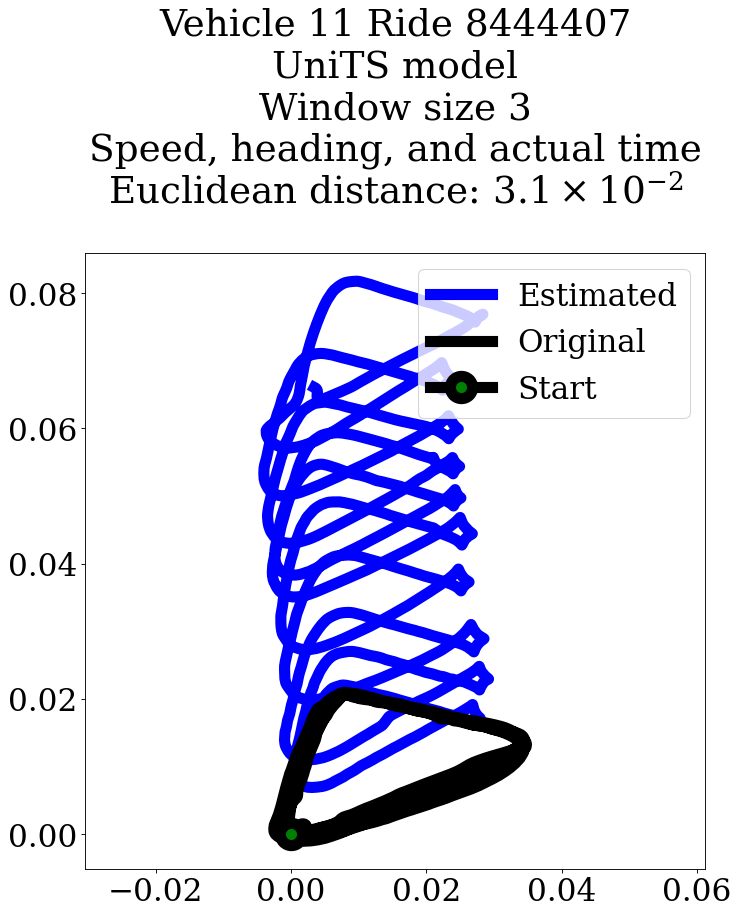 Vehicle 11 Ride 8444407
UniTS model
Window size 3
Speed, heading, and actual time
Euclidean distance: 3.1 × 10⁻²
Estimated
Original
Start
0.08
0.06
0.04
0.02
0.00
−0.02 0.00 0.02 0.04 0.06